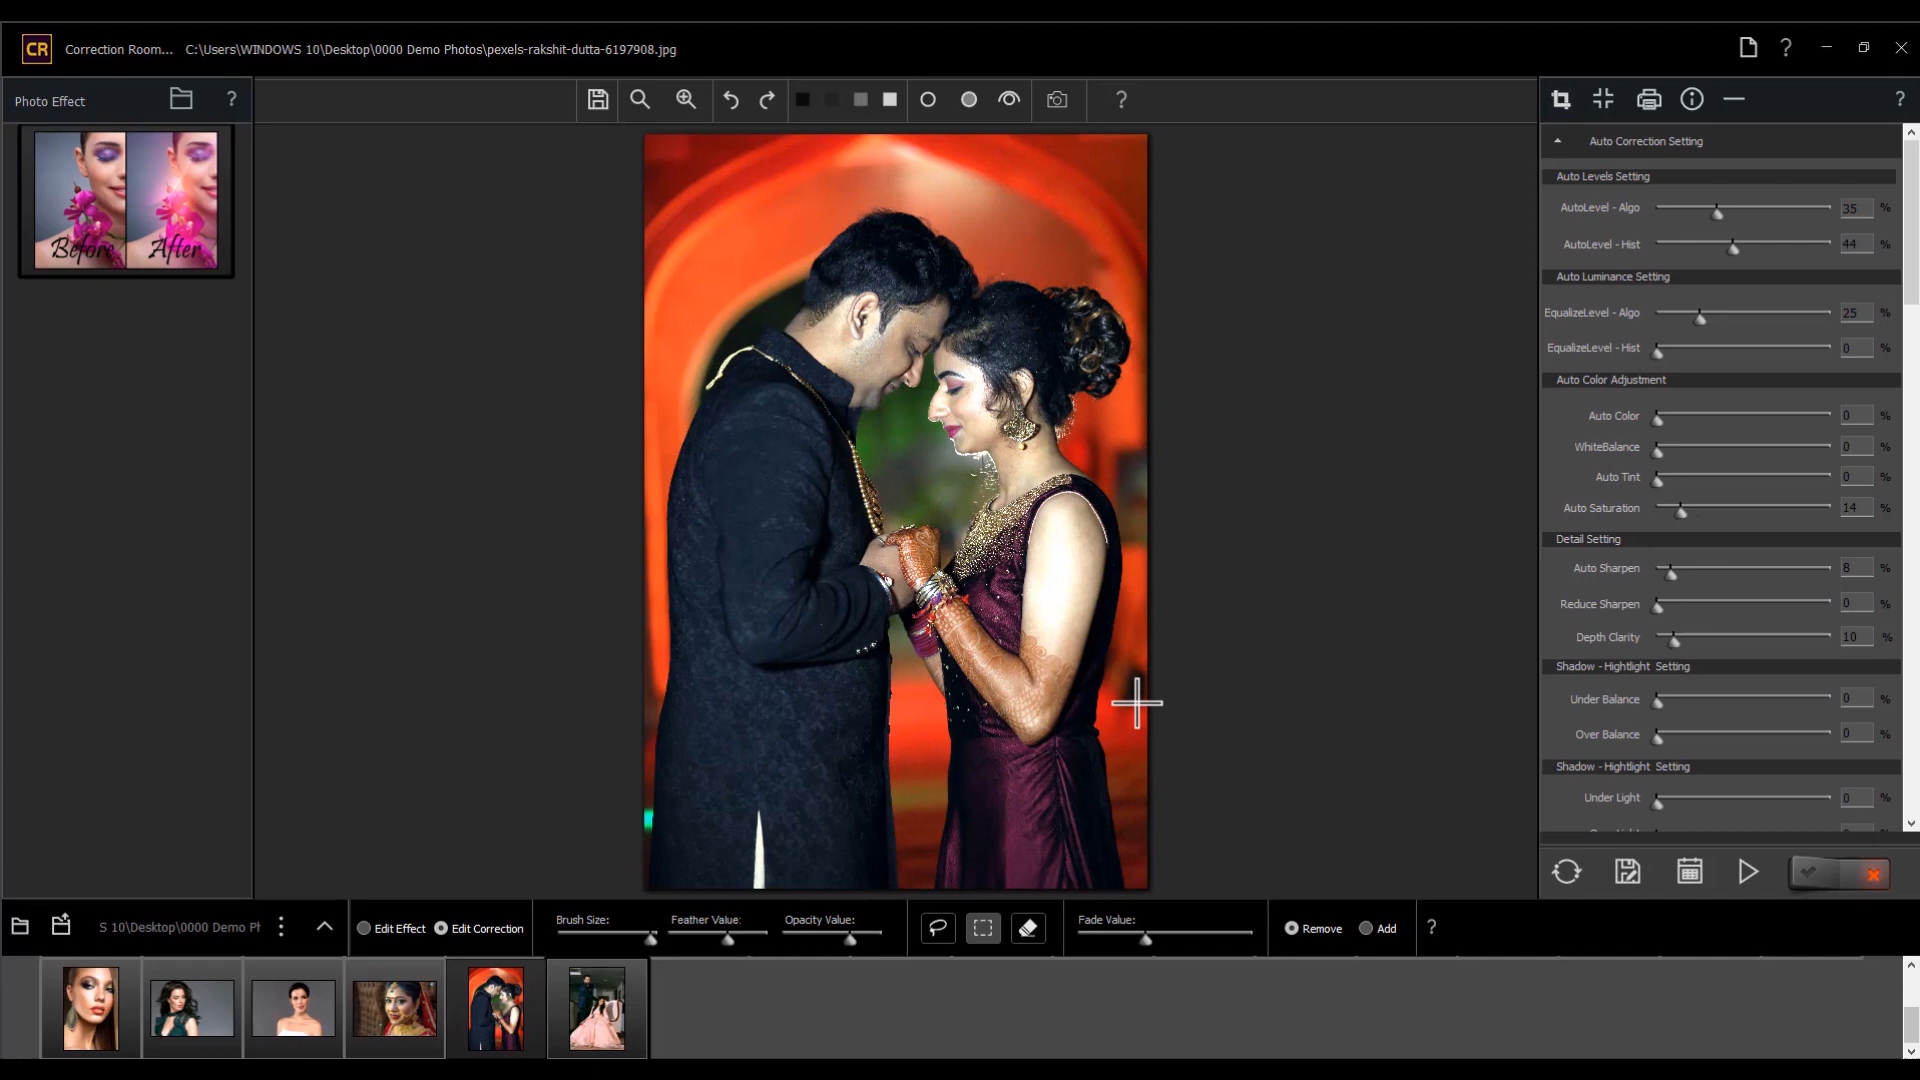 CR Correction Room... C:\Users\WINDOWS 10\Desktop\0000 Demo Photos\pexels-rakshit-dutta-6197908.jpg ?
Photo Effect ?
?
?
Before After
Auto Correction Setting
Auto Levels Setting
AutoLevel - Algo 35 %
AutoLevel - Hist 44 %
Auto Luminance Setting
EqualizeLevel - Algo 25 %
EqualizeLevel - Hist 0 %
Auto Color Adjustment
Auto Color 0 %
WhiteBalance 0 %
Auto Tint 0 %
Auto Saturation 14 %
Detail Setting
Auto Sharpen 8 %
Reduce Sharpen 0 %
Depth Clarity 10 %
Shadow - Hightlight Setting
Under Balance 0 %
Over Balance 0 %
Shadow - Hightlight Setting
Under Light 0 %
S 10\Desktop\0000 Demo Ph
Edit Effect Edit Correction
Brush Size: Feather Value: Opacity Value:
Fade Value:
Remove Add ?